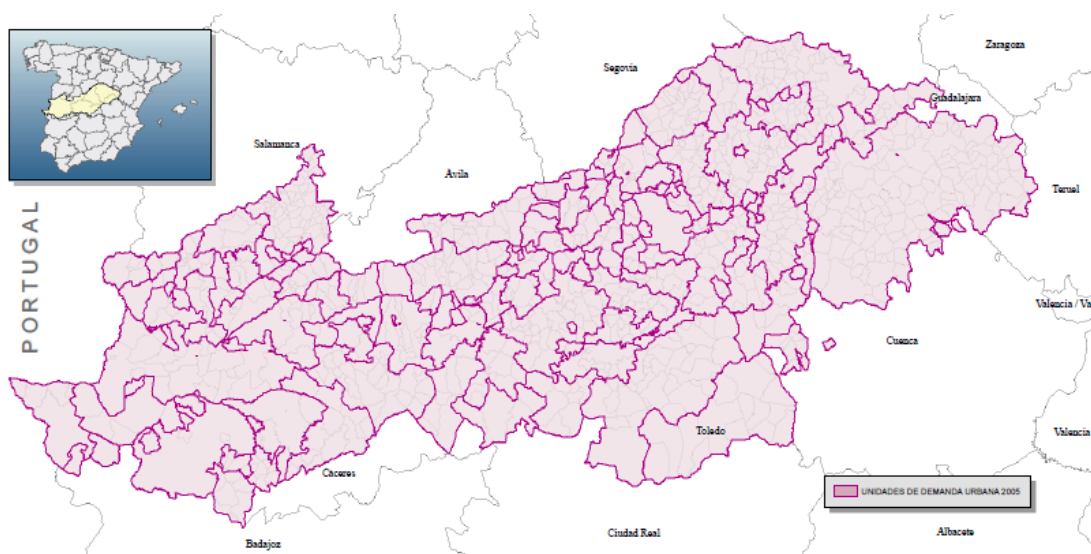 Zaragoza
Segovia
Guadalajara
Salamanca
Avila
Teruel
PORTUGAL
Valencia / Va
Cuenca
Toledo
Valencia
Cáceres
UNIDADES DE DEMANDA URBANA 2005
Ciudad Real
Albacete
Badajoz